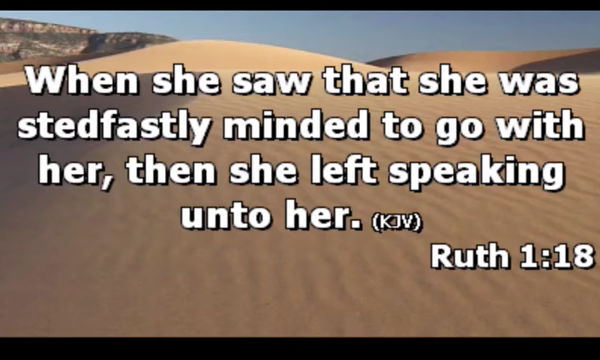 When she saw that she was
stedfastly minded to go with
her, then she left speaking
unto her. (KJV)
Ruth 1:18